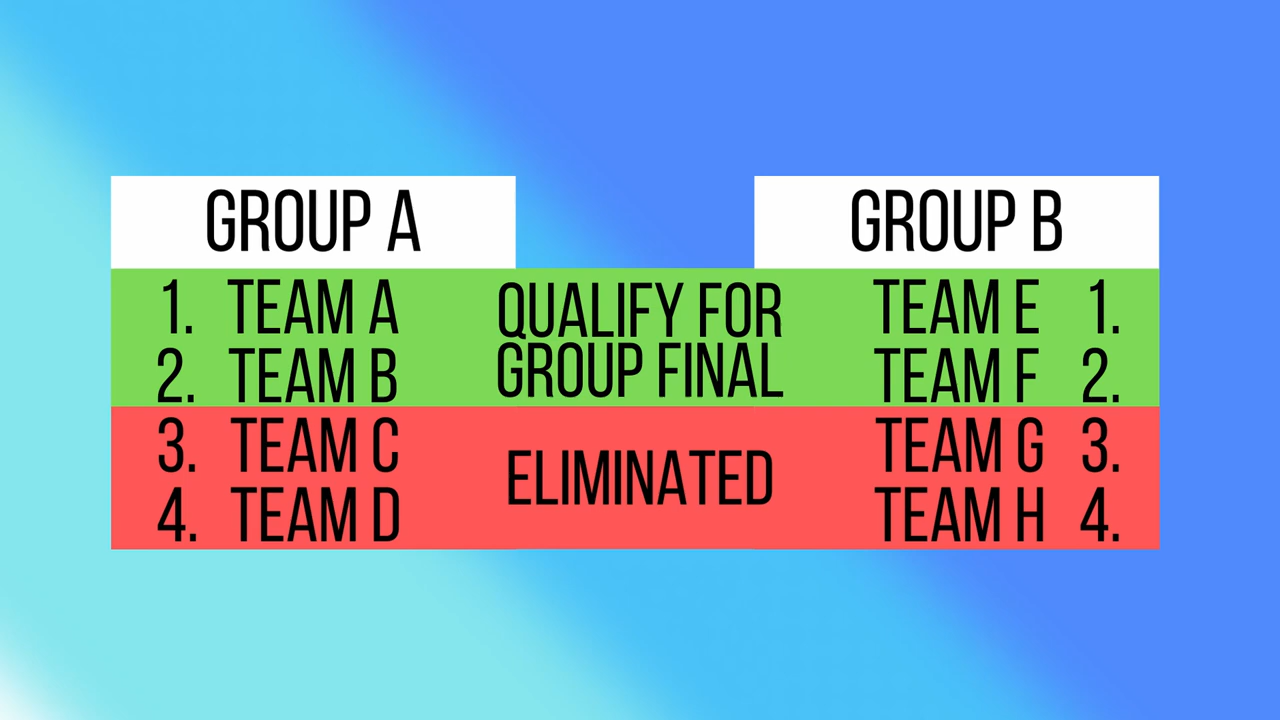 GROUP A
GROUP B
1. TEAM A
2. TEAM B
3. TEAM C
4. TEAM D
QUALIFY FOR
GROUP FINAL
ELIMINATED
TEAM E 1.
TEAM F 2.
TEAM G 3.
TEAM H 4.